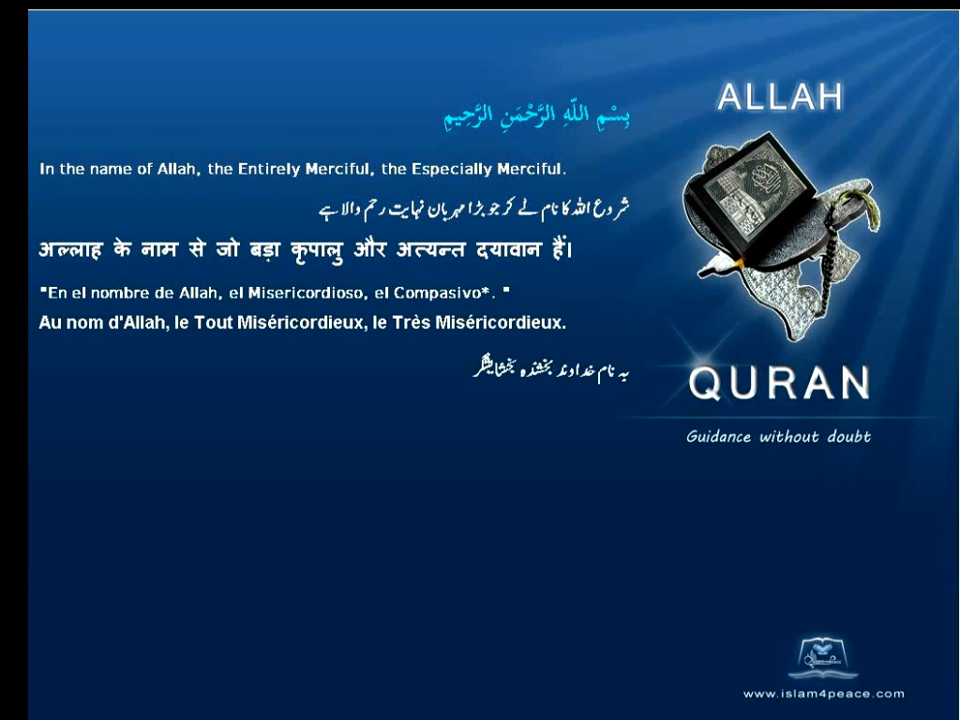 بِسْمِ اللّهِ الرَّحْمَنِ الرَّحِيمِ
In the name of Allah, the Entirely Merciful, the Especially Merciful.
شروع اللہ کا نام لے کر جو بڑا مہربان نہایت رحم والا ہے
अल्लाह के नाम से जो बड़ा कृपालु और अत्यन्त दयावान हैं।
"En el nombre de Allah, el Misericordioso, el Compasivo*. "
Au nom d'Allah, le Tout Miséricordieux, le Très Miséricordieux.
به نام خداوند بخشنده بخشایشگر
ALLAH
QURAN
Guidance without doubt
www.islam4peace.com